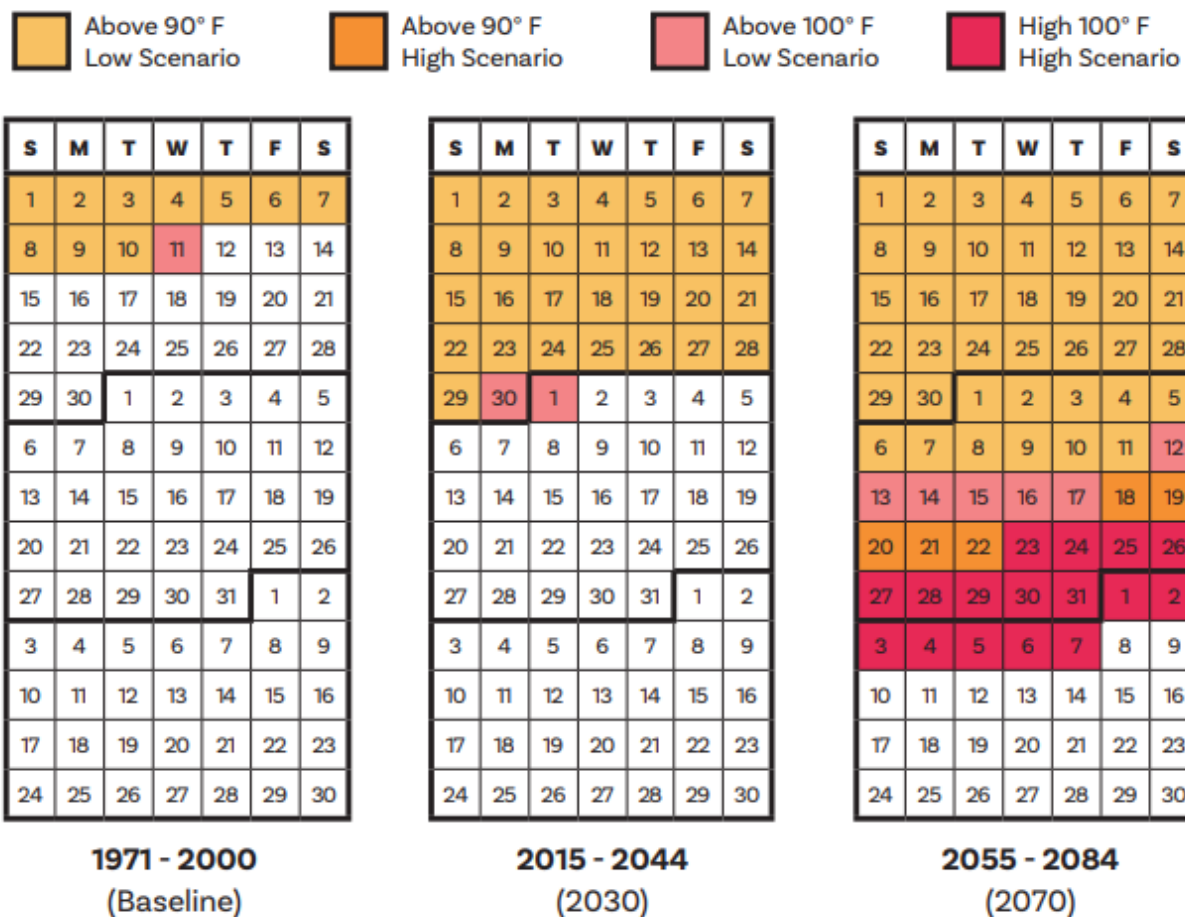 Above 90° F
Low Scenario
Above 90° F
High Scenario
Above 100° F
Low Scenario
High 100° F
High Scenario
S M T W T F S
1 2 3 4 5 6 7
8 9 10 11 12 13 14
15 16 17 18 19 20 21
22 23 24 25 26 27 28
29 30 1 2 3 4 5
6 7 8 9 10 11 12
13 14 15 16 17 18 19
20 21 22 23 24 25 26
27 28 29 30 31 1 2
3 4 5 6 7 8 9
10 11 12 13 14 15 16
17 18 19 20 21 22 23
24 25 26 27 28 29 30
1971 - 2000
(Baseline)
S M T W T F S
1 2 3 4 5 6 7
8 9 10 11 12 13 14
15 16 17 18 19 20 21
22 23 24 25 26 27 28
29 30 1 2 3 4 5
6 7 8 9 10 11 12
13 14 15 16 17 18 19
20 21 22 23 24 25 26
27 28 29 30 31 1 2
3 4 5 6 7 8 9
10 11 12 13 14 15 16
17 18 19 20 21 22 23
24 25 26 27 28 29 30
2015 - 2044
(2030)
S M T W T F S
1 2 3 4 5 6 7
8 9 10 11 12 13 14
15 16 17 18 19 20 21
22 23 24 25 26 27 28
29 30 1 2 3 4 5
6 7 8 9 10 11 12
13 14 15 16 17 18 19
20 21 22 23 24 25 26
27 28 29 30 31 1 2
3 4 5 6 7 8 9
10 11 12 13 14 15 16
17 18 19 20 21 22 23
24 25 26 27 28 29 30
2055 - 2084
(2070)